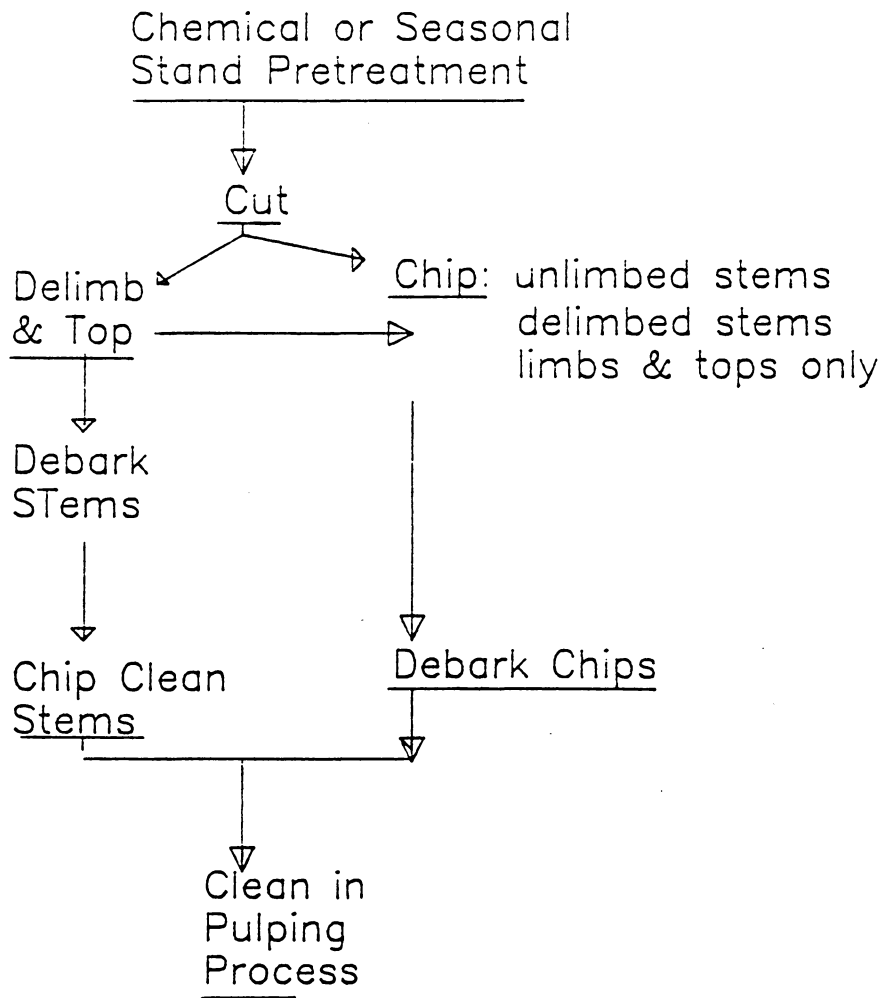 Chemical or Seasonal
Stand Pretreatment
Cut
Delimb
& Top
Chip: unlimbed stems
delimbed stems
limbs & tops only
Debark
STems
Chip Clean
Stems
Debark Chips
Clean in
Pulping
Process